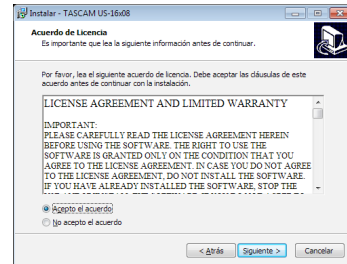 Instalar - TASCAM US-16x08
Acuerdo de Licencia
Es importante que lea la siguiente información antes de continuar.
Por favor, lea el siguiente acuerdo de licencia. Debe aceptar las cláusulas de este
acuerdo antes de continuar con la instalación.
LICENSE AGREEMENT AND LIMITED WARRANTY
IMPORTANT:
PLEASE CAREFULLY READ THE LICENSE AGREEMENT HEREIN
BEFORE USING THE SOFTWARE. THE RIGHT TO USE THE
SOFTWARE IS GRANTED ONLY ON THE CONDITION THAT YOU
AGREE TO THE LICENSE AGREEMENT. IN CASE YOU DO NOT AGREE
TO THE LICENSE AGREEMENT, DO NOT INSTALL THE SOFTWARE.
IF YOU HAVE ALREADY INSTALLED THE SOFTWARE, STOP THE
Acepto el acuerdo
No acepto el acuerdo
< Atrás
Siguiente >
Cancelar